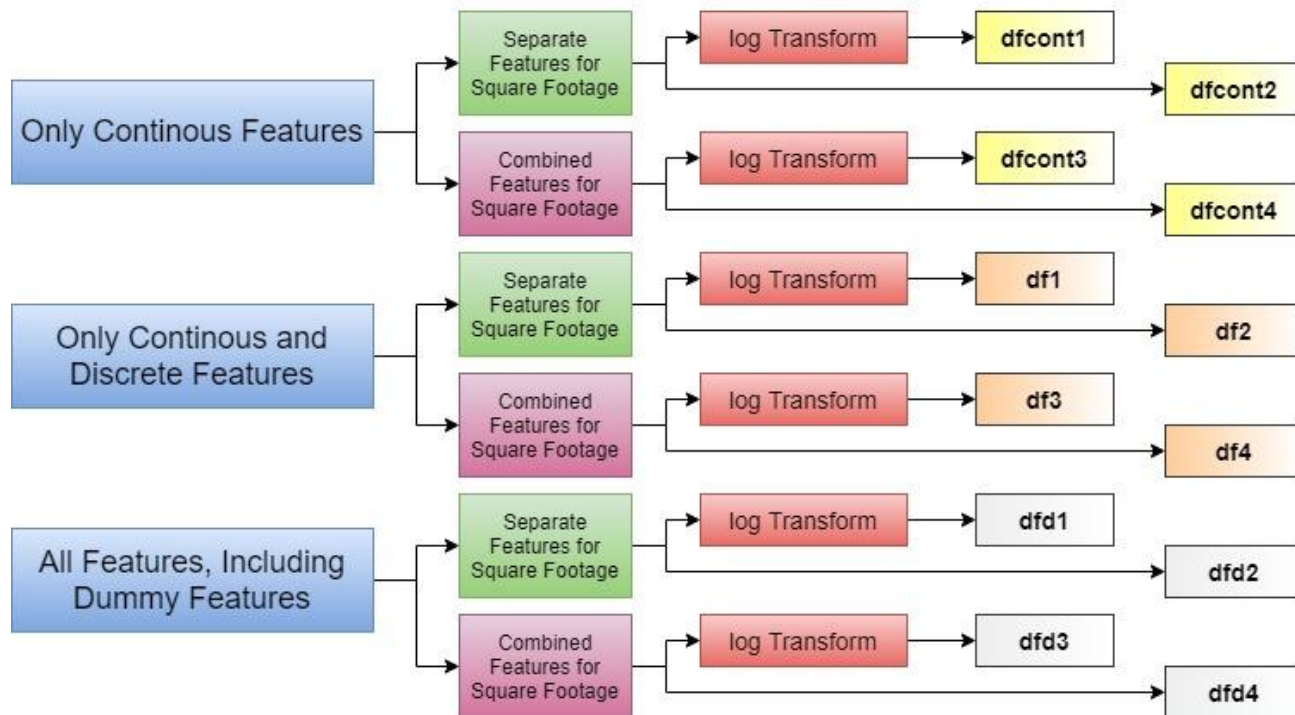 Only Continous Features
Separate
Features for
Square Footage
log Transform
dfcont1
dfcont2
Combined
Features for
Square Footage
log Transform
dfcont3
dfcont4
Only Continous and
Discrete Features
Separate
Features for
Square Footage
log Transform
df1
df2
Combined
Features for
Square Footage
log Transform
df3
df4
All Features, Including
Dummy Features
Separate
Features for
Square Footage
log Transform
dfd1
dfd2
Combined
Features for
Square Footage
log Transform
dfd3
dfd4